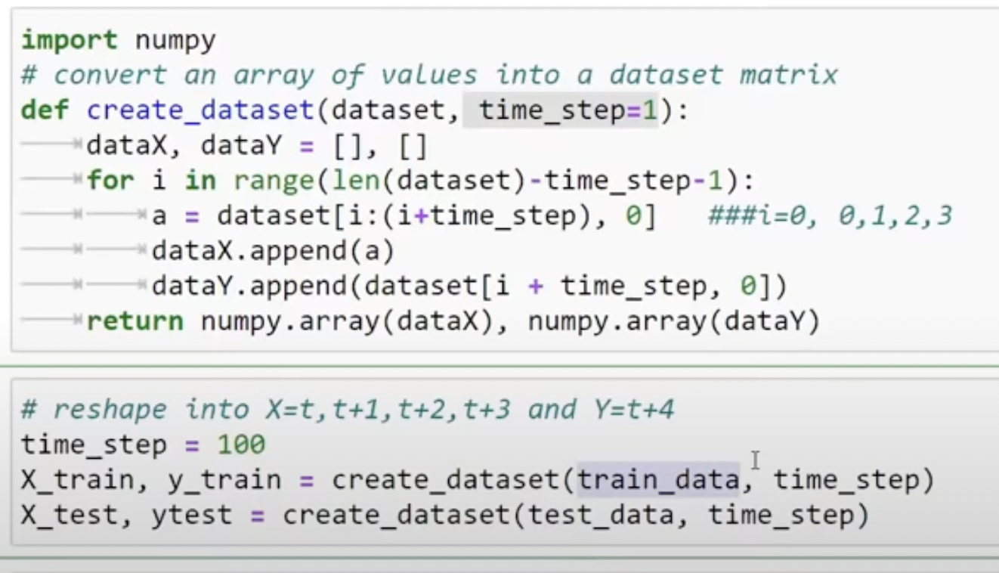 import numpy
# convert an array of values into a dataset matrix
def create_dataset(dataset, time_step=1):
dataX, dataY = [], []
for i in range(len(dataset)-time_step-1):
a = dataset[i:(i+time_step), 0]   ###i=0, 0,1,2,3
dataX.append(a)
dataY.append(dataset[i + time_step, 0])
return numpy.array(dataX), numpy.array(dataY)
# reshape into X=t,t+1,t+2,t+3 and Y=t+4
time_step = 100
X_train, y_train = create_dataset(train_data, time_step)
X_test, ytest = create_dataset(test_data, time_step)